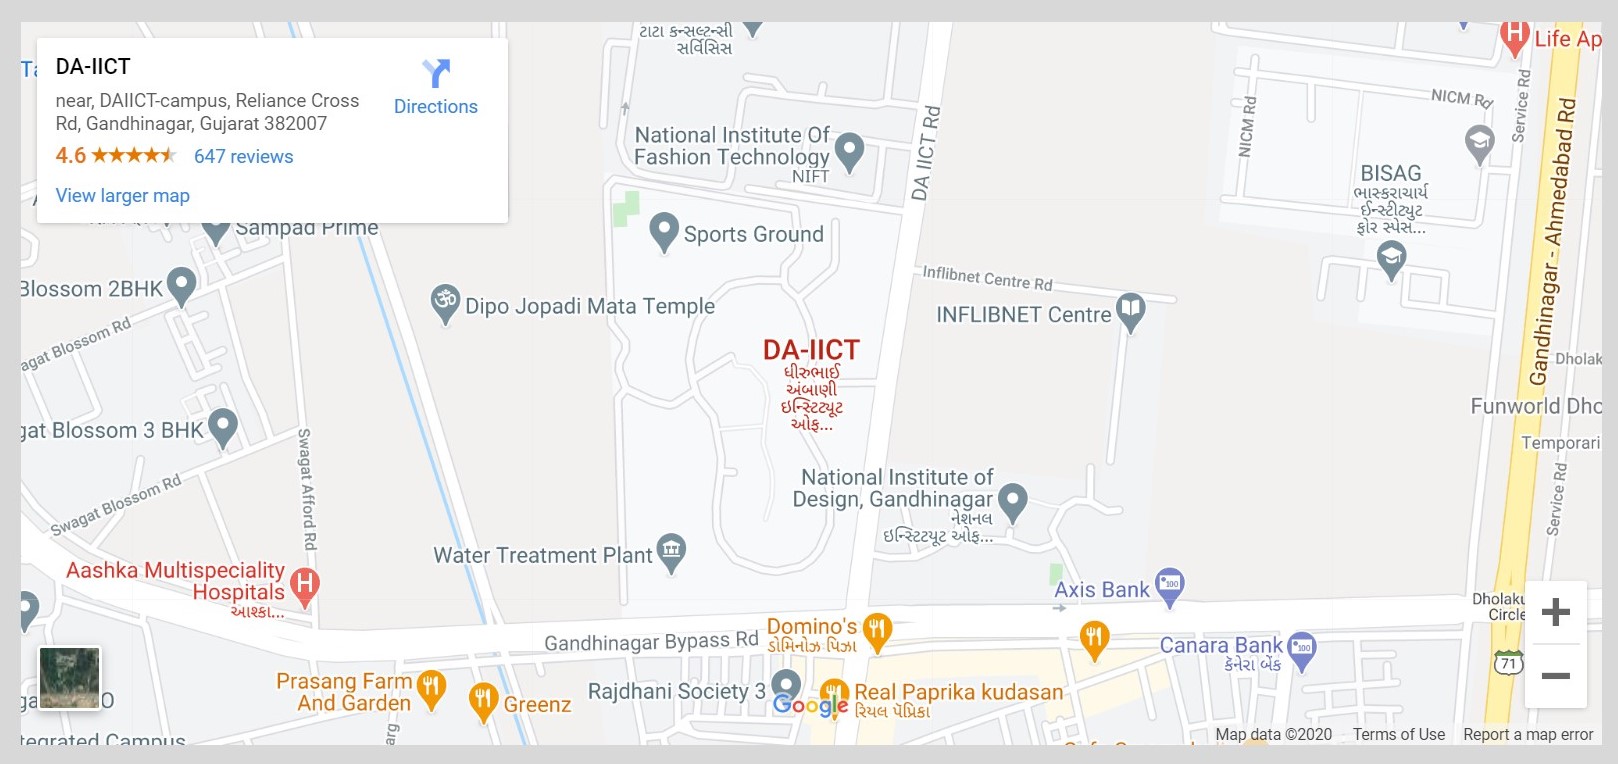 DA-IICT
near, DAIICT-campus, Reliance Cross
Rd, Gandhinagar, Gujarat 382007
4.6
647 reviews
View larger map
Directions
ટાટા કન્સલ્ટન્સી
સર્વિસિસ
Life Ap
National Institute Of
Fashion Technology
NIFT
DA IICT Rd
NICM Rd
NICM Rd
Service Rd
Gandhinagar - Ahmedabad Rd
BISAG
ભાસ્કરાચાર્ય
ઈન્સ્ટીટ્યુટ
ફોર સ્પેસ...
Sampad Prime
Sports Ground
Blossom 2BHK
Dipo Jopadi Mata Temple
Inflibnet Centre Rd
INFLIBNET Centre
agat Blossom Rd
DA-IICT
ધીરુભાઈ
અંબાણી
ઇન્સ્ટિટ્યૂટ
ઓફ...
Dholak
Funworld Dho
Temporari
gat Blossom 3 BHK
Swagat Afford Rd
Swagat Blossom Rd
National Institute of
Design, Gandhinagar
નેશનલ
ઇન્સ્ટિટયૂટ ઓફ...
Service Rd
Water Treatment Plant
Aashka Multispeciality
Hospitals
આશ્કા...
Axis Bank
Dholaku
Circle
Gandhinagar Bypass Rd
Domino's
ડોમિનોઝ પિઝા
Canara Bank
કૅનેરા બેંક
71
Prasang Farm
And Garden
Greenz
Rajdhani Society 3
Real Paprika kudasan
રિયલ પૅપ્રિકા
Google
tegrated Campus
arg
Map data ©2020
Terms of Use
Report a map error